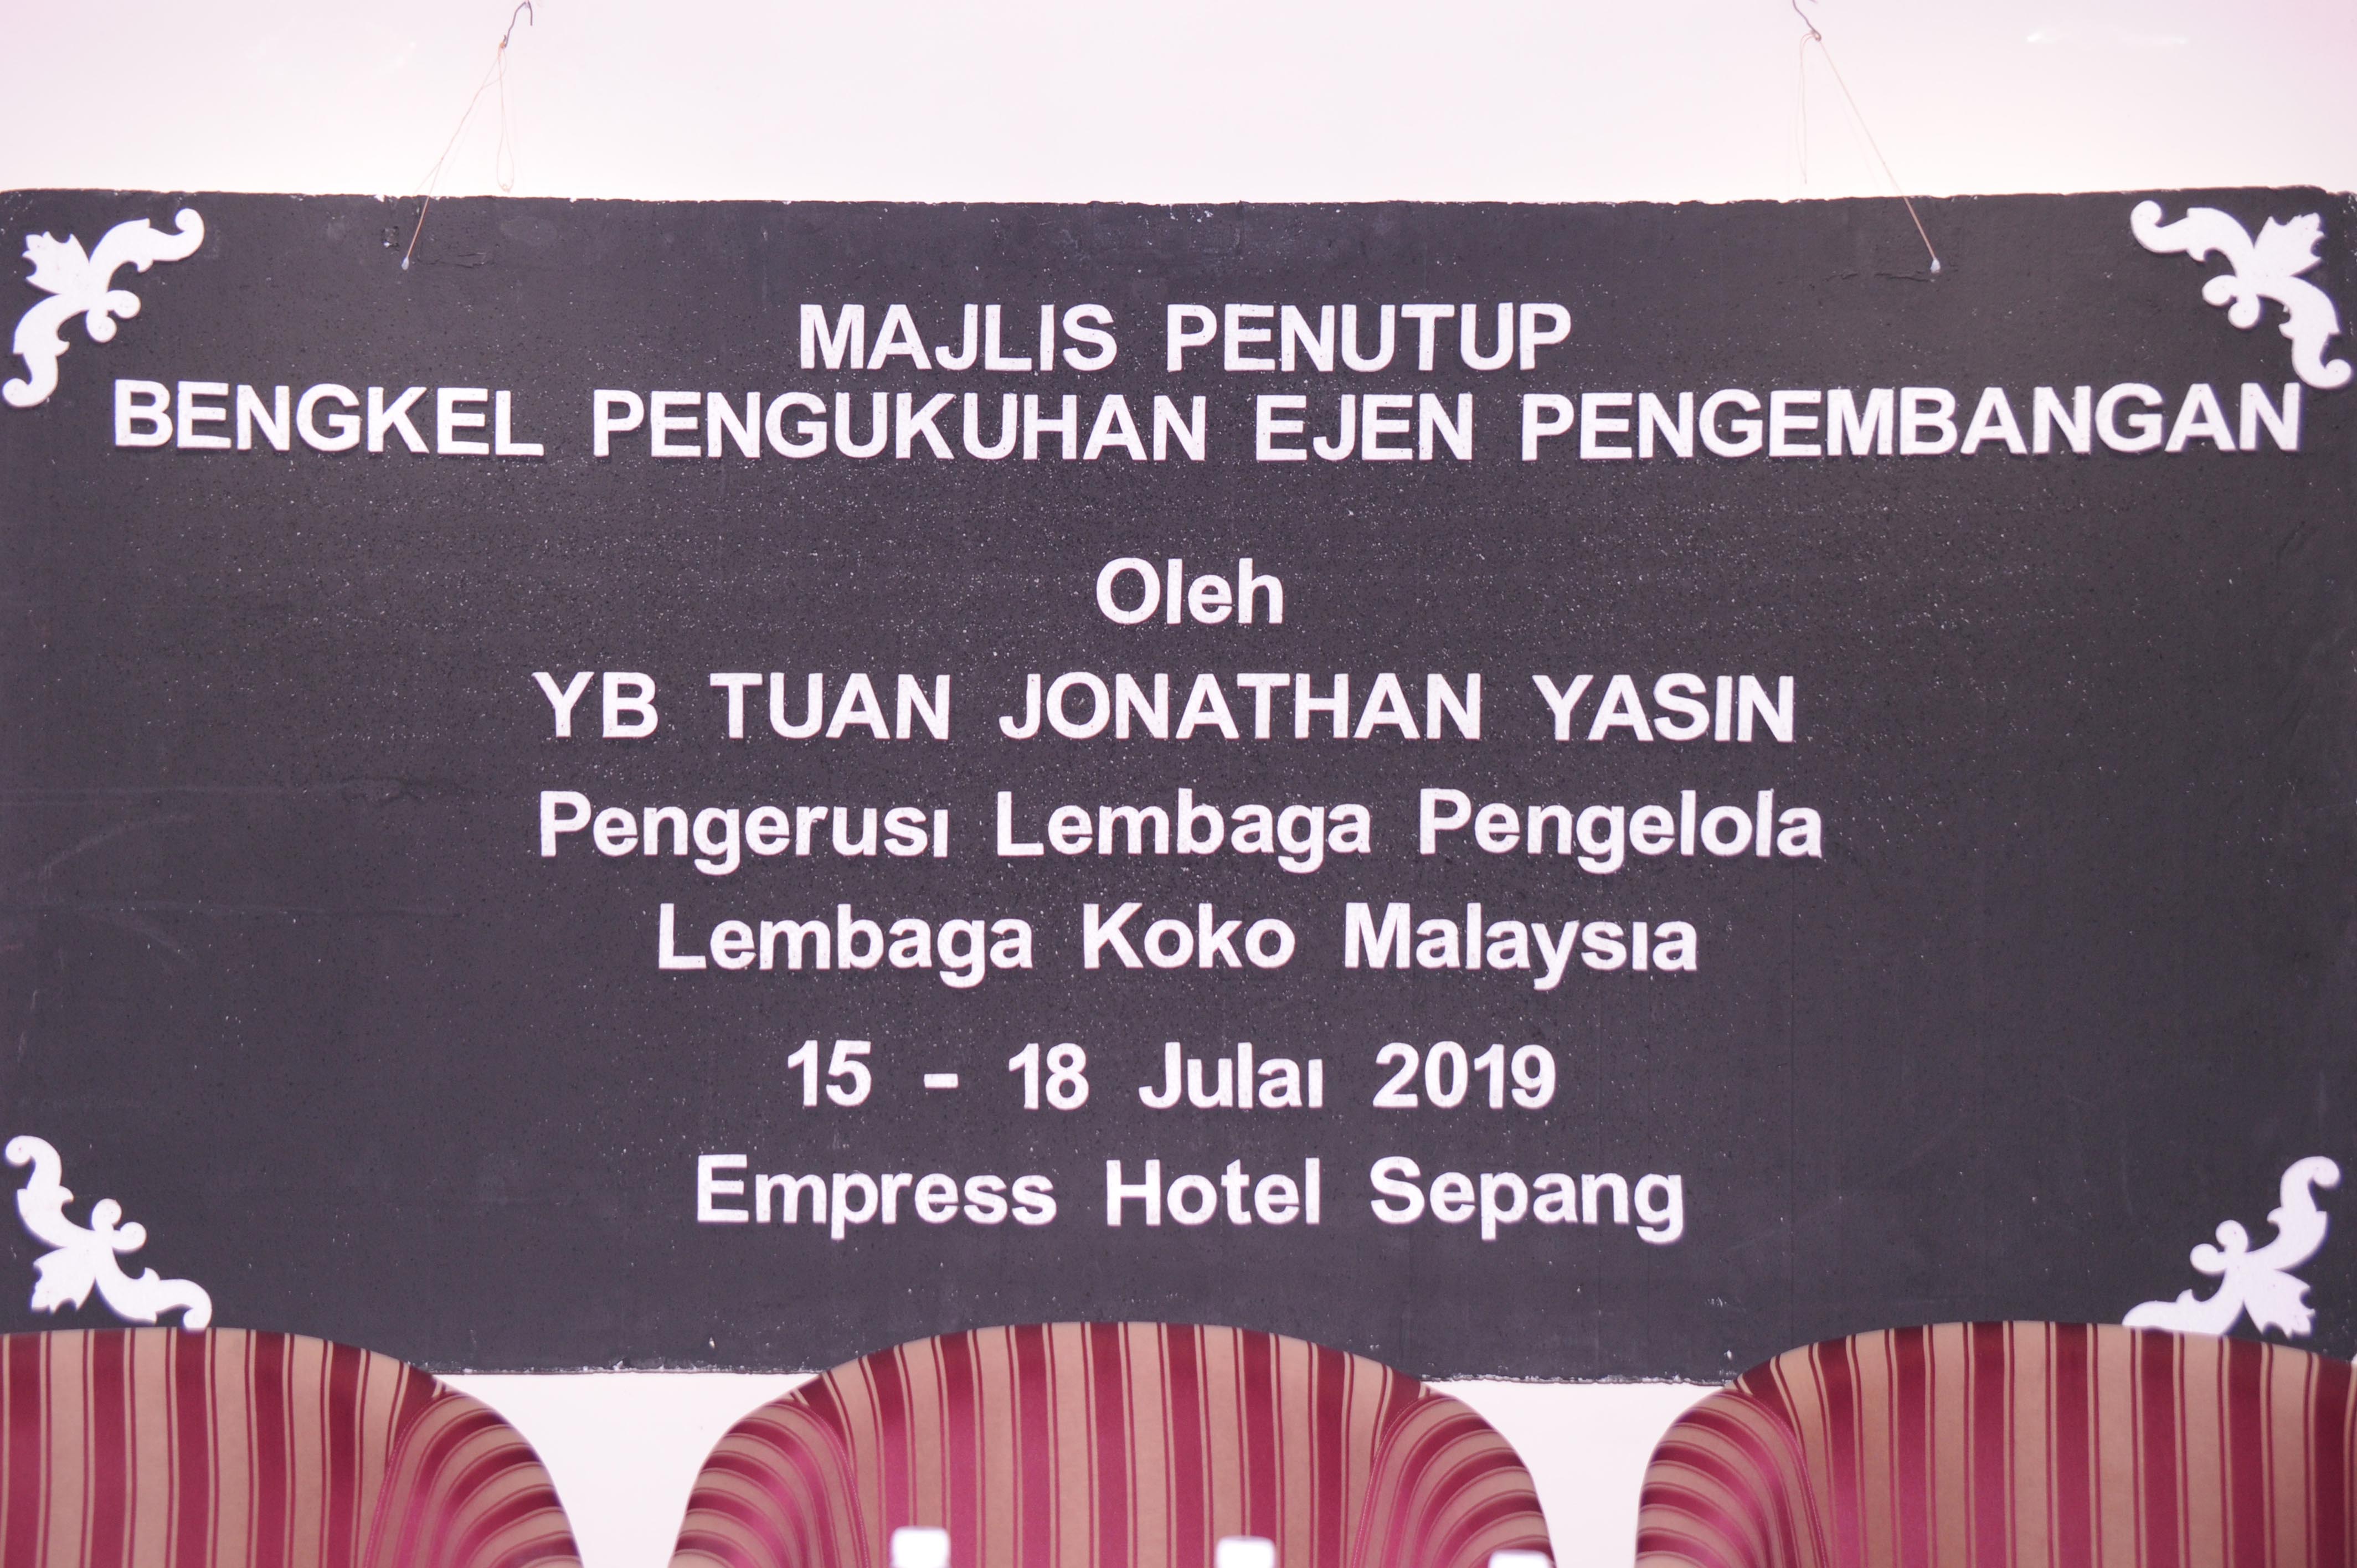 MAJLIS PENUTUP
BENGKEL PENGUKUHAN EJEN PENGEMBANGAN
Oleh
YB TUAN JONATHAN YASIN
Pengerusi Lembaga Pengelola
Lembaga Koko Malaysia
15 - 18 Julai 2019
Empress Hotel Sepang